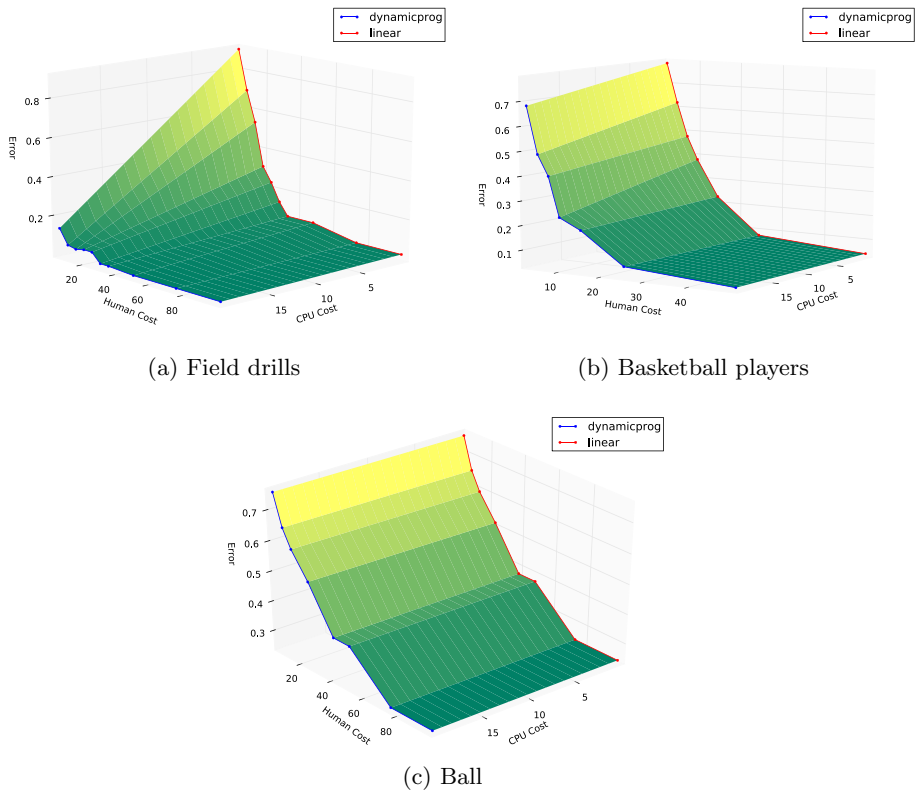 dynamicprog
linear
0.8
0.6
0.4
0.2
Error
20
40
60
80
Human Cost
15
10
5
CPU Cost
(a) Field drills
dynamicprog
linear
0.7
0.6
0.5
0.4
0.3
0.2
0.1
Error
10
20
30
40
Human Cost
15
10
5
CPU Cost
(b) Basketball players
dynamicprog
linear
0.7
0.6
0.5
0.4
0.3
Error
20
40
60
80
Human Cost
15
10
5
CPU Cost
(c) Ball